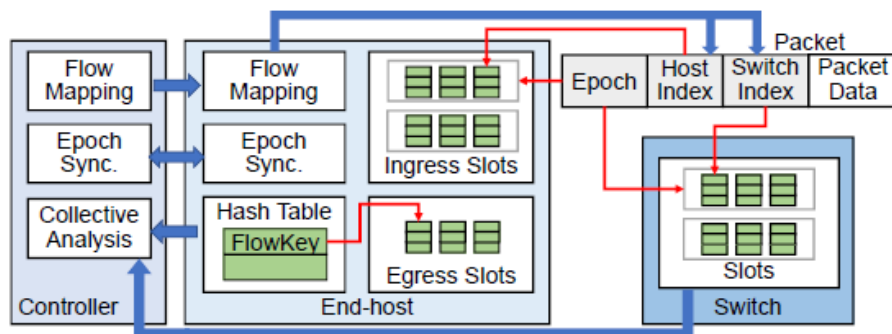 Flow
Mapping
Epoch
Sync.
Collective
Analysis
Controller
Flow
Mapping
Epoch
Sync.
Hash Table
FlowKey
Ingress Slots
Egress Slots
End-host
Packet
Epoch
Host
Index
Switch
Index
Packet
Data
Slots
Switch